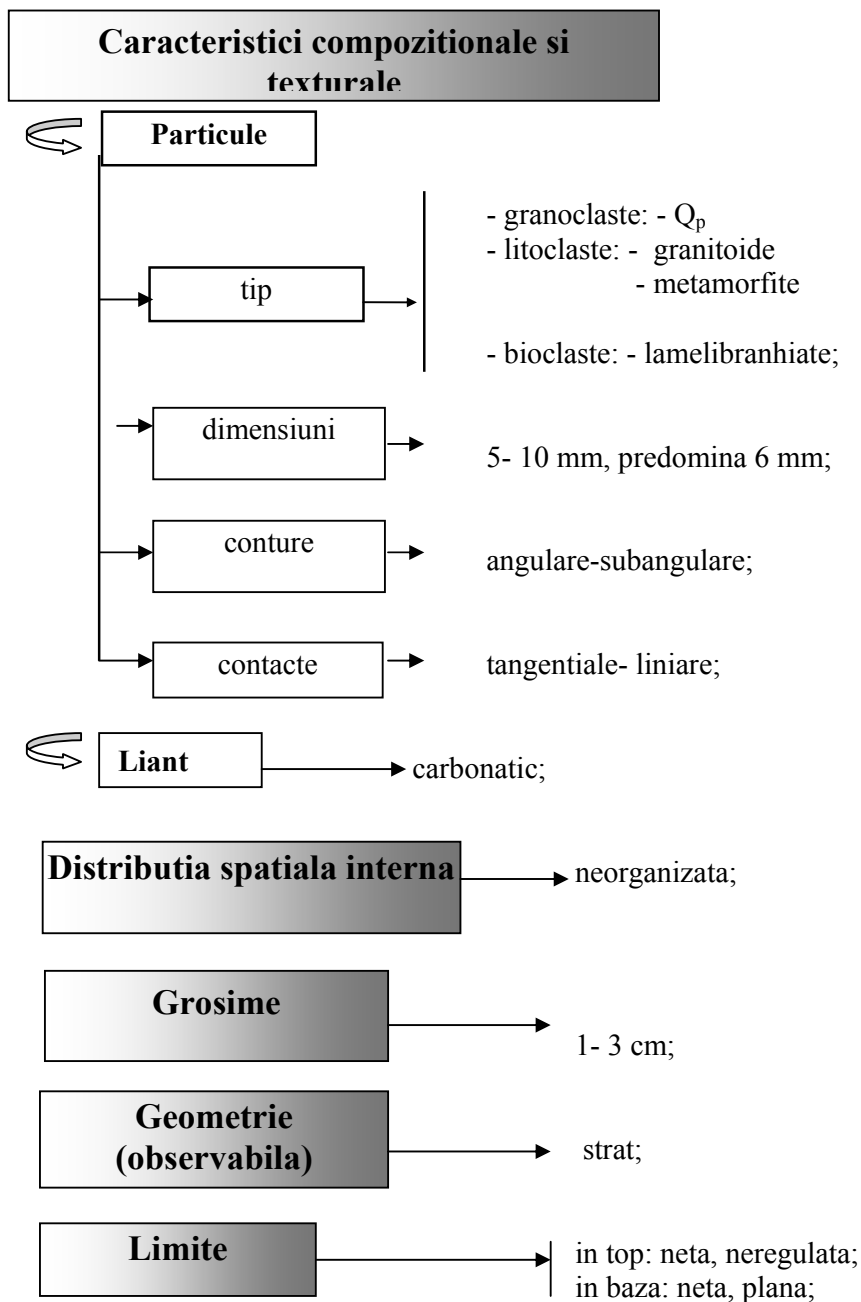 Caracteristici compozitionale si
texturale
Particule
tip
- granoclaste: - Qp
- litoclaste: - granitoide
- metamorfite
- bioclaste: - lamelibranhiate;
dimensiuni
5- 10 mm, predomina 6 mm;
conture
angulare-subangulare;
contacte
tangentiale- liniare;
Liant
carbonatic;
Distributia spatiala interna
neorganizata;
Grosime
1- 3 cm;
Geometrie
(observabila)
strat;
Limite
in top: neta, neregulata;
in baza: neta, plana;